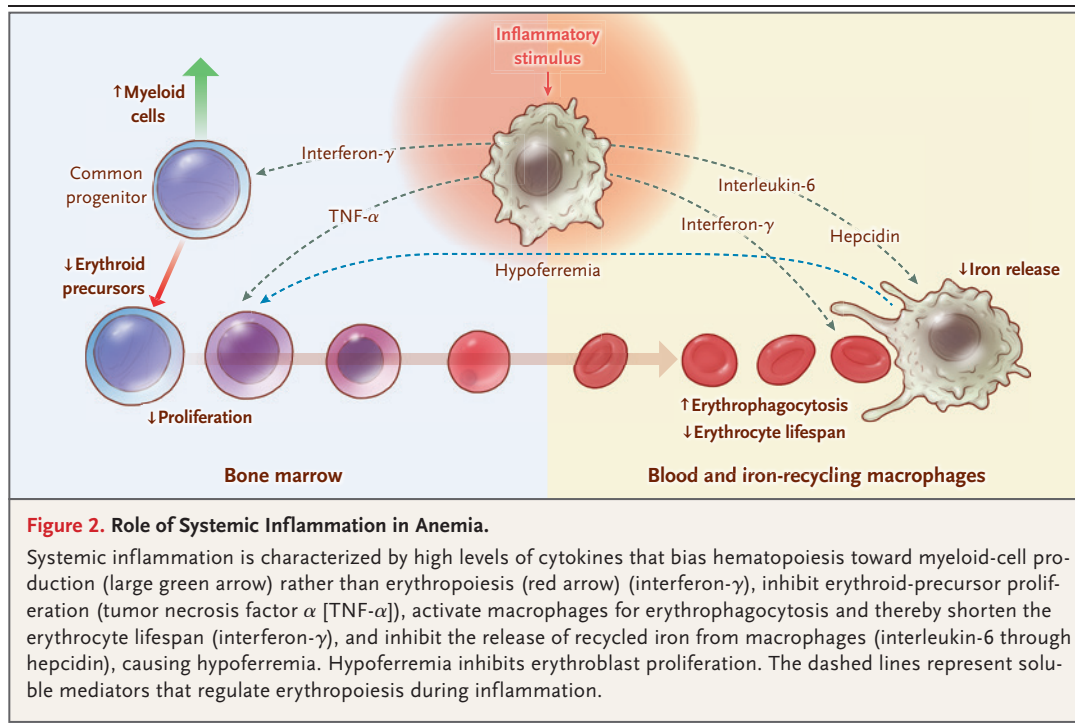 Inflammatory
stimulus
↑Myeloid
cells
Common
progenitor
Interferon-γ
TNF-α
Interleukin-6
Interferon-γ
Hepcidin
Hypoferremia
↓Iron release
↓Erythroid
precursors
↓Proliferation
↑Erythrophagocytosis
↓Erythrocyte lifespan
Bone marrow
Blood and iron-recycling macrophages
Figure 2. Role of Systemic Inflammation in Anemia.
Systemic inflammation is characterized by high levels of cytokines that bias hematopoiesis toward myeloid-cell pro-
duction (large green arrow) rather than erythropoiesis (red arrow) (interferon-γ), inhibit erythroid-precursor prolif-
eration (tumor necrosis factor α [TNF-α]), activate macrophages for erythrophagocytosis and thereby shorten the
erythrocyte lifespan (interferon-γ), and inhibit the release of recycled iron from macrophages (interleukin-6 through
hepcidin), causing hypoferremia. Hypoferremia inhibits erythroblast proliferation. The dashed lines represent solu-
ble mediators that regulate erythropoiesis during inflammation.